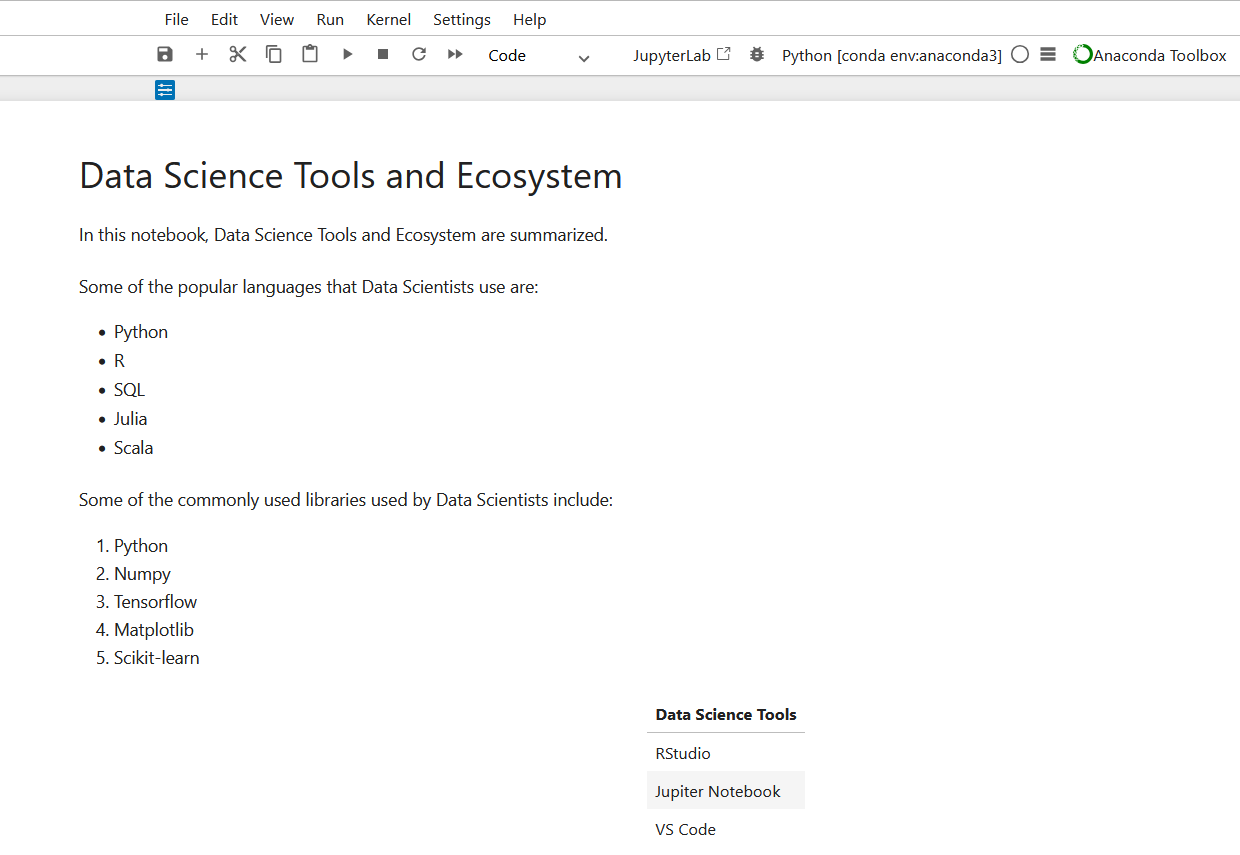 File Edit View Run Kernel Settings Help
Code JupyterLab Python [conda env:anaconda3] Anaconda Toolbox
Data Science Tools and Ecosystem
In this notebook, Data Science Tools and Ecosystem are summarized.
Some of the popular languages that Data Scientists use are:
• Python
• R
• SQL
• Julia
• Scala
Some of the commonly used libraries used by Data Scientists include:
1. Python
2. Numpy
3. Tensorflow
4. Matplotlib
5. Scikit-learn
Data Science Tools
RStudio
Jupiter Notebook
VS Code